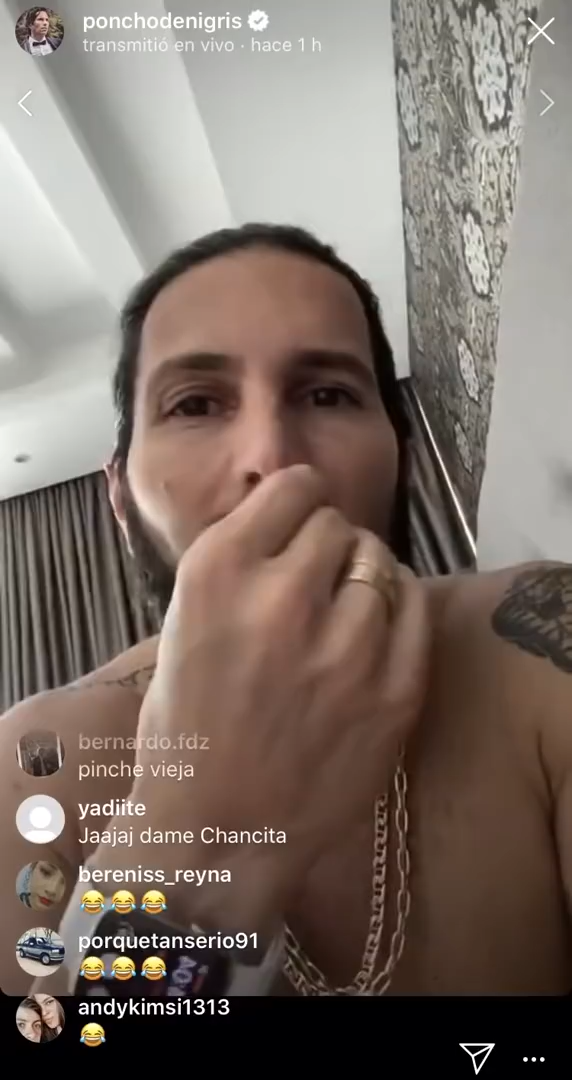 ponchodenigris
transmitió en vivo · hace 1 h
bernardo.fdz
pinche vieja
yadiite
Jaajaj dame Chancita
bereniss_reyna
😂😂😂
porquetanserio91
😂😂😂
andykimsi1313
😂